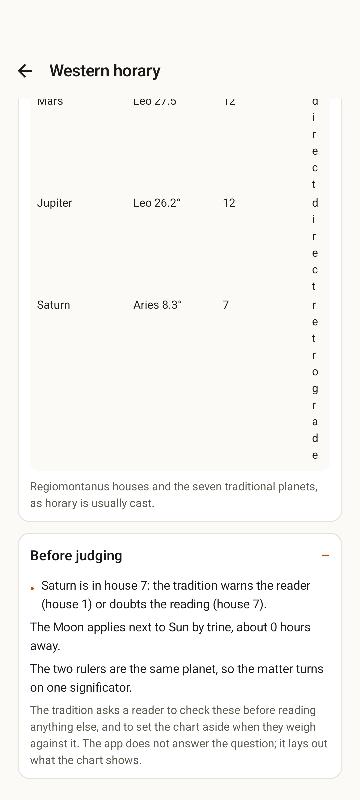 Western horary
Mars Leo 27.5° 12 direct
Jupiter Leo 26.2° 12 direct
Saturn Aries 8.3° 7 retrograde
Regiomontanus houses and the seven traditional planets,
as horary is usually cast.
Before judging
Saturn is in house 7: the tradition warns the reader
(house 1) or doubts the reading (house 7).
The Moon applies next to Sun by trine, about 0 hours
away.
The two rulers are the same planet, so the matter turns
on one significator.
The tradition asks a reader to check these before reading
anything else, and to set the chart aside when they weigh
against it. The app does not answer the question; it lays out
what the chart shows.